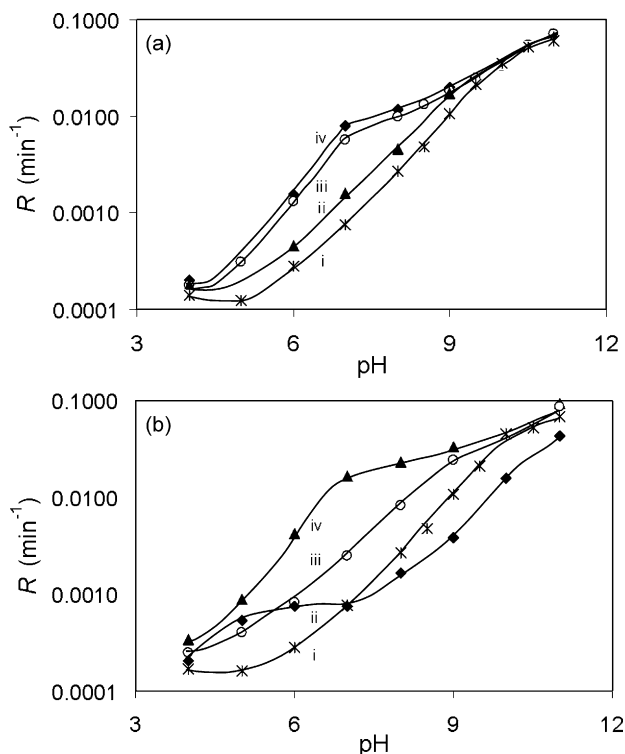 (a)
0.1000
0.0100
0.0010
0.0001
R (min⁻¹)
iv
iii
ii
i
3 6 9 12
pH
(b)
0.1000
0.0100
0.0010
0.0001
R (min⁻¹)
iv
iii
ii
i
3 6 9 12
pH